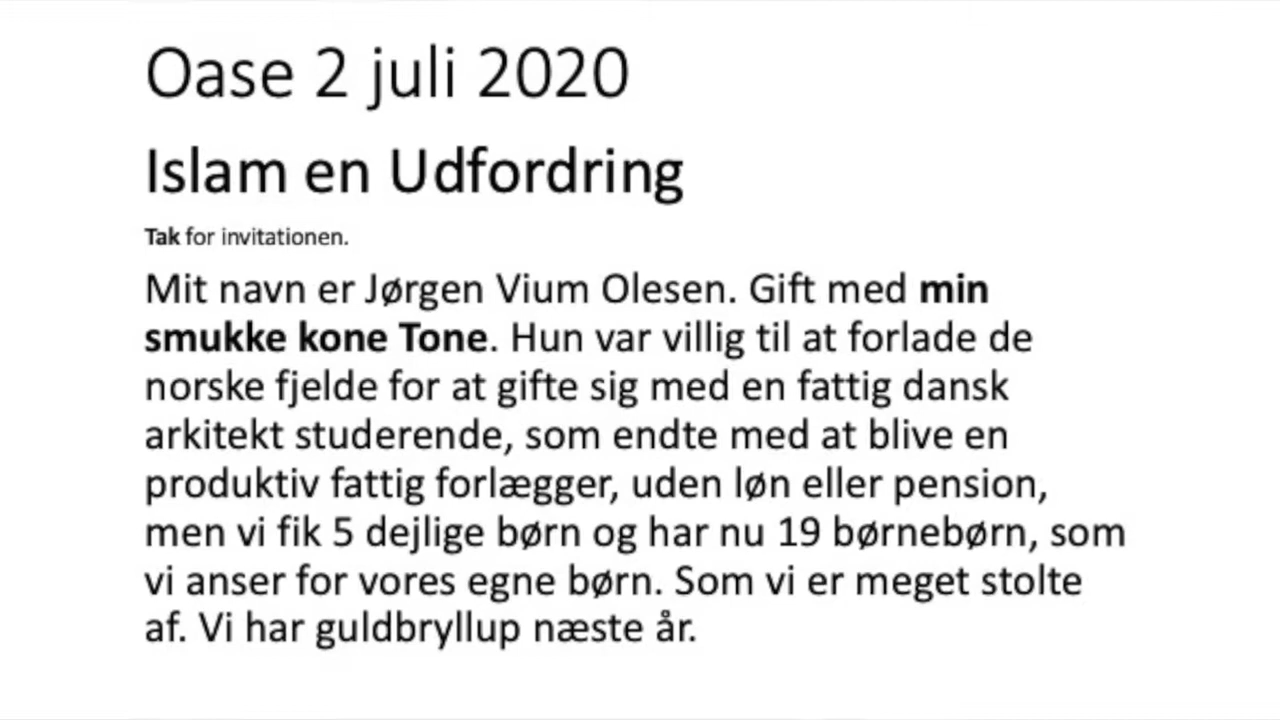 Oase 2 juli 2020
Islam en Udfordring
Tak for invitationen.
Mit navn er Jørgen Vium Olesen. Gift med min
smukke kone Tone. Hun var villig til at forlade de
norske fjelde for at gifte sig med en fattig dansk
arkitekt studerende, som endte med at blive en
produktiv fattig forlægger, uden løn eller pension,
men vi fik 5 dejlige børn og har nu 19 børnebørn, som
vi anser for vores egne børn. Som vi er meget stolte
af. Vi har guldbryllup næste år.